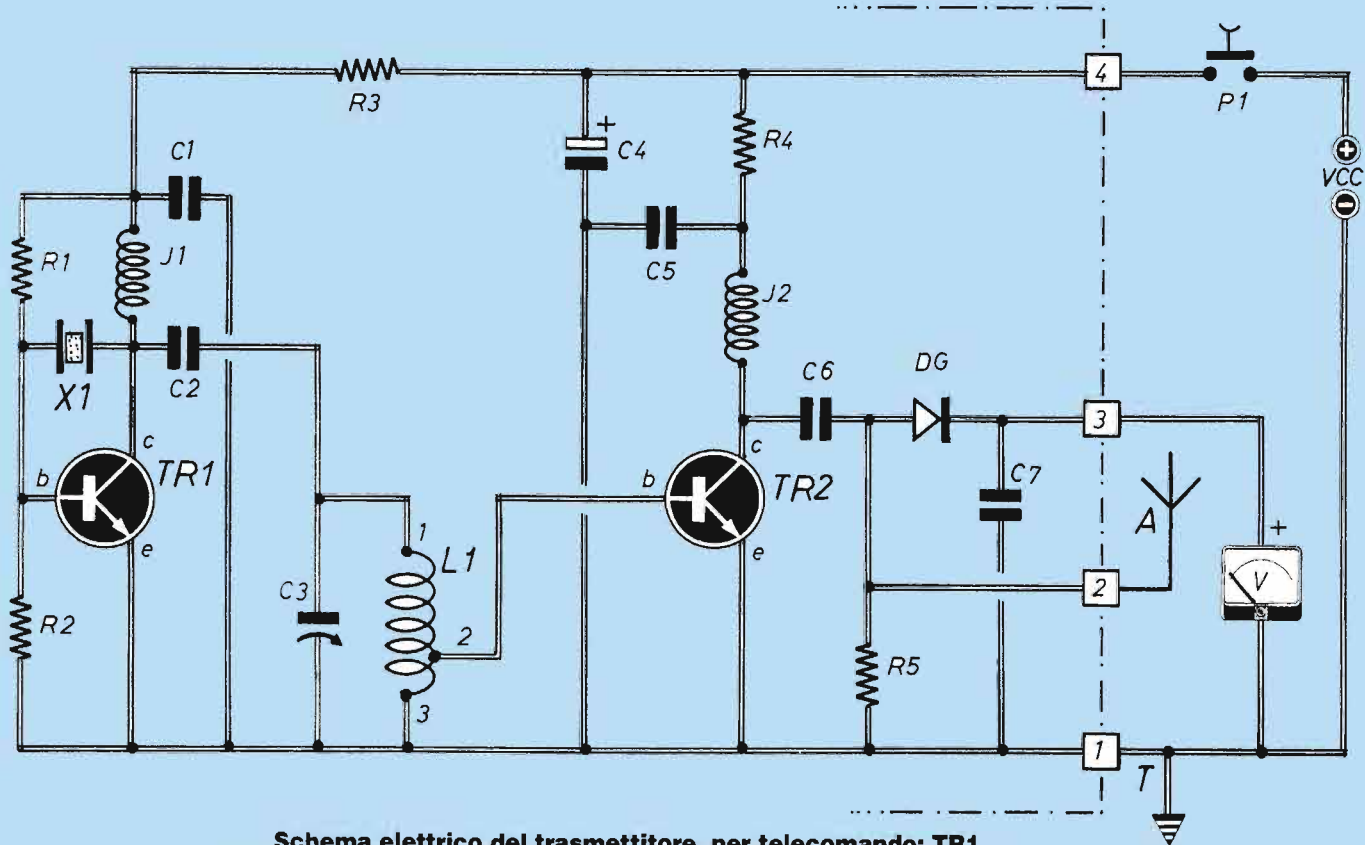 4
P1
R3
C4
+
R4
C1
VCC
+
-
R1
J1
C5
J2
X1
C2
C6
DG
3
c
b
TR1
e
c
b
TR2
e
C7
A
+
V
1
L1
2
3
C3
2
R2
R5
1
T
Schema elettrico del trasmettitore, per telecomando: TR1